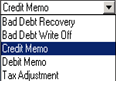 Credit Memo
Bad Debt Recovery
Bad Debt Write Off
Credit Memo
Debit Memo
Tax Adjustment